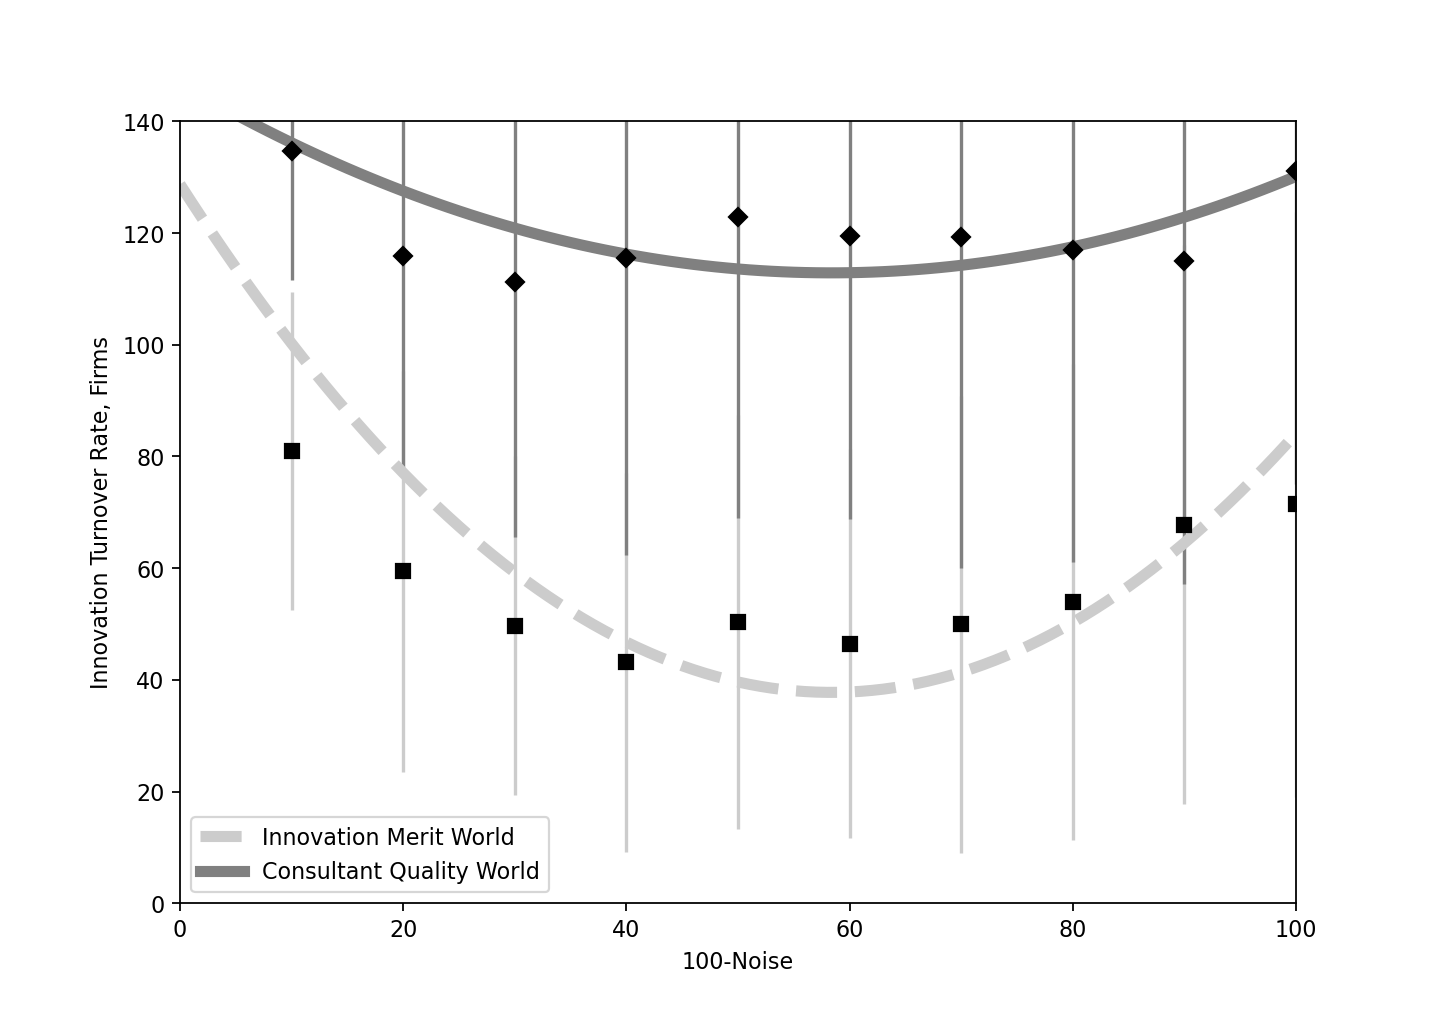 140
120
100
80
60
40
20
0
Innovation Turnover Rate, Firms
Innovation Merit World
Consultant Quality World
0 20 40 60 80 100
100-Noise